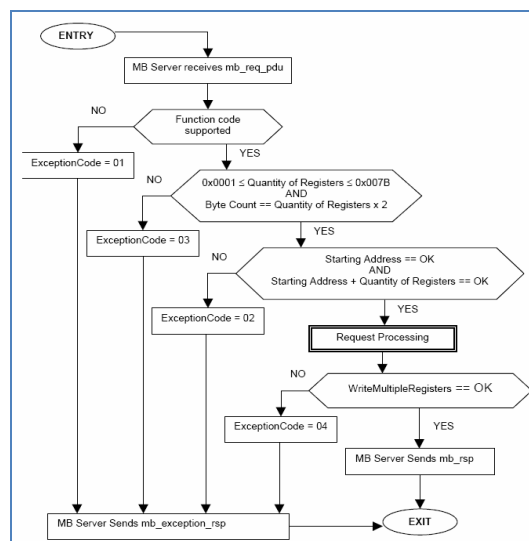 ENTRY
MB Server receives mb_req_pdu
NO
Function code
supported
YES
ExceptionCode = 01
NO
0x0001 ≤ Quantity of Registers ≤ 0x007B
AND
Byte Count == Quantity of Registers x 2
YES
ExceptionCode = 03
NO
Starting Address == OK
AND
Starting Address + Quantity of Registers == OK
YES
ExceptionCode = 02
Request Processing
NO
WriteMultipleRegisters == OK
YES
ExceptionCode = 04
MB Server Sends mb_rsp
MB Server Sends mb_exception_rsp
EXIT